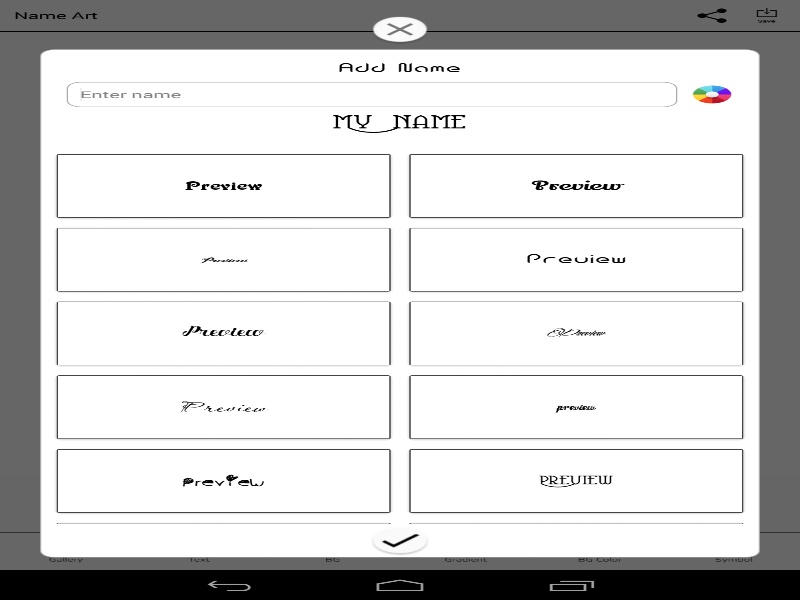 Name Art
Save
Add Name
Enter name
MY NAME
Preview Preview
Preview Preview
Preview Preview
Preview preview
Preview PREVIEW
Gallery Text BG Gradient BG Color Symbol